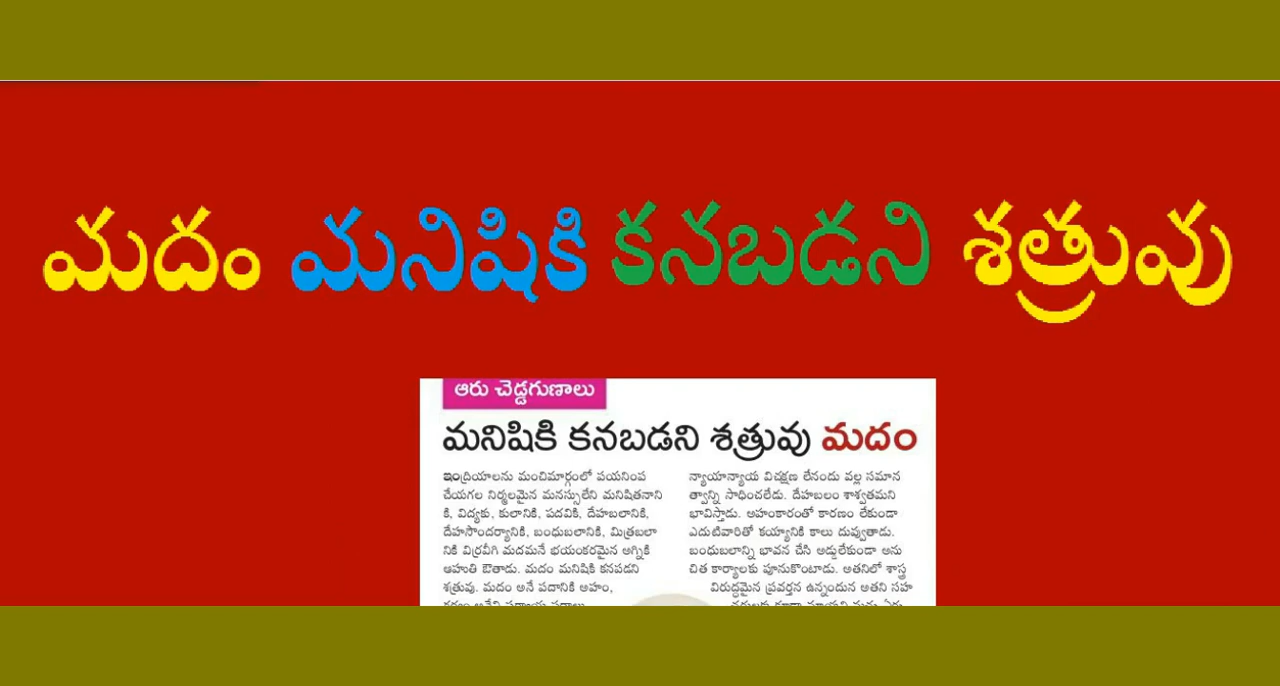 మదం మనిషికి కనబడని శత్రువు
ఆరు చెడ్డగుణాలు
మనిషికి కనబడని శత్రువు మదం
ఇంద్రియాలను మంచిమార్గంలో పయనింప
చేయగల నిర్మలమైన మనస్సులేని మనిషితనాని
కి, విద్యకు, కులానికి, పదవికి, దేహబలానికి,
దేహసౌందర్యానికి, బంధుబలానికి, మిత్రబలా
నికి విర్రవీగి మదమనే భయంకరమైన అగ్నికి
ఆహుతి ఔతాడు. మదం మనిషికి కనపడని
శత్రువు. మదం అనే పదానికి అహం,
న్యాయాన్యాయ విచక్షణ లేనందు వల్ల సమాన
త్వాన్ని సాధించలేడు. దేహబలం శాశ్వతమని
భావిస్తాడు. అహంకారంతో కారణం లేకుండా
ఎదుటివారితో కయ్యానికి కాలు దువ్వుతాడు.
బంధుబలాన్ని భావన చేసి అడ్డులేకుండా అను
చిత కార్యాలకు పూనుకొంటాడు. అతనిలో శాస్త్ర
విరుద్ధమైన ప్రవర్తన ఉన్నందున అతని సహ